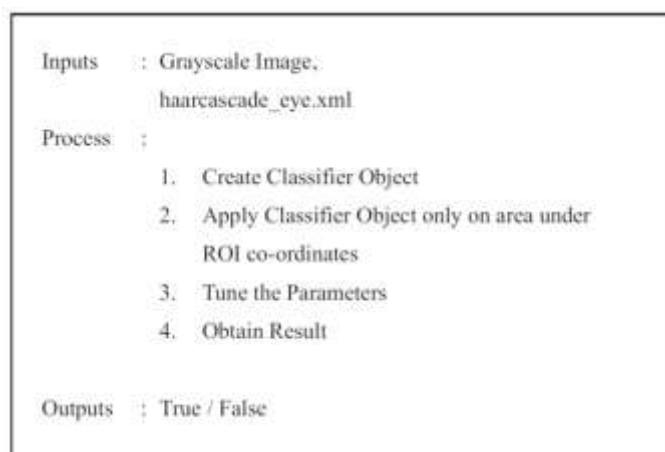 Inputs : Grayscale Image,
haarcascade_eye.xml
Process :
1. Create Classifier Object
2. Apply Classifier Object only on area under
ROI co-ordinates
3. Tune the Parameters
4. Obtain Result
Outputs : True / False